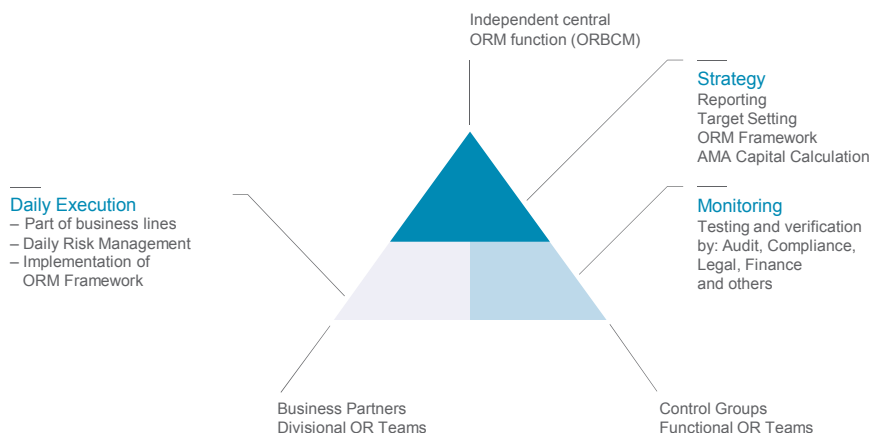 Independent central
ORM function (ORBCM)
Strategy
Reporting
Target Setting
ORM Framework
AMA Capital Calculation
Daily Execution
– Part of business lines
– Daily Risk Management
– Implementation of
ORM Framework
Monitoring
Testing and verification
by: Audit, Compliance,
Legal, Finance
and others
Business Partners
Divisional OR Teams
Control Groups
Functional OR Teams